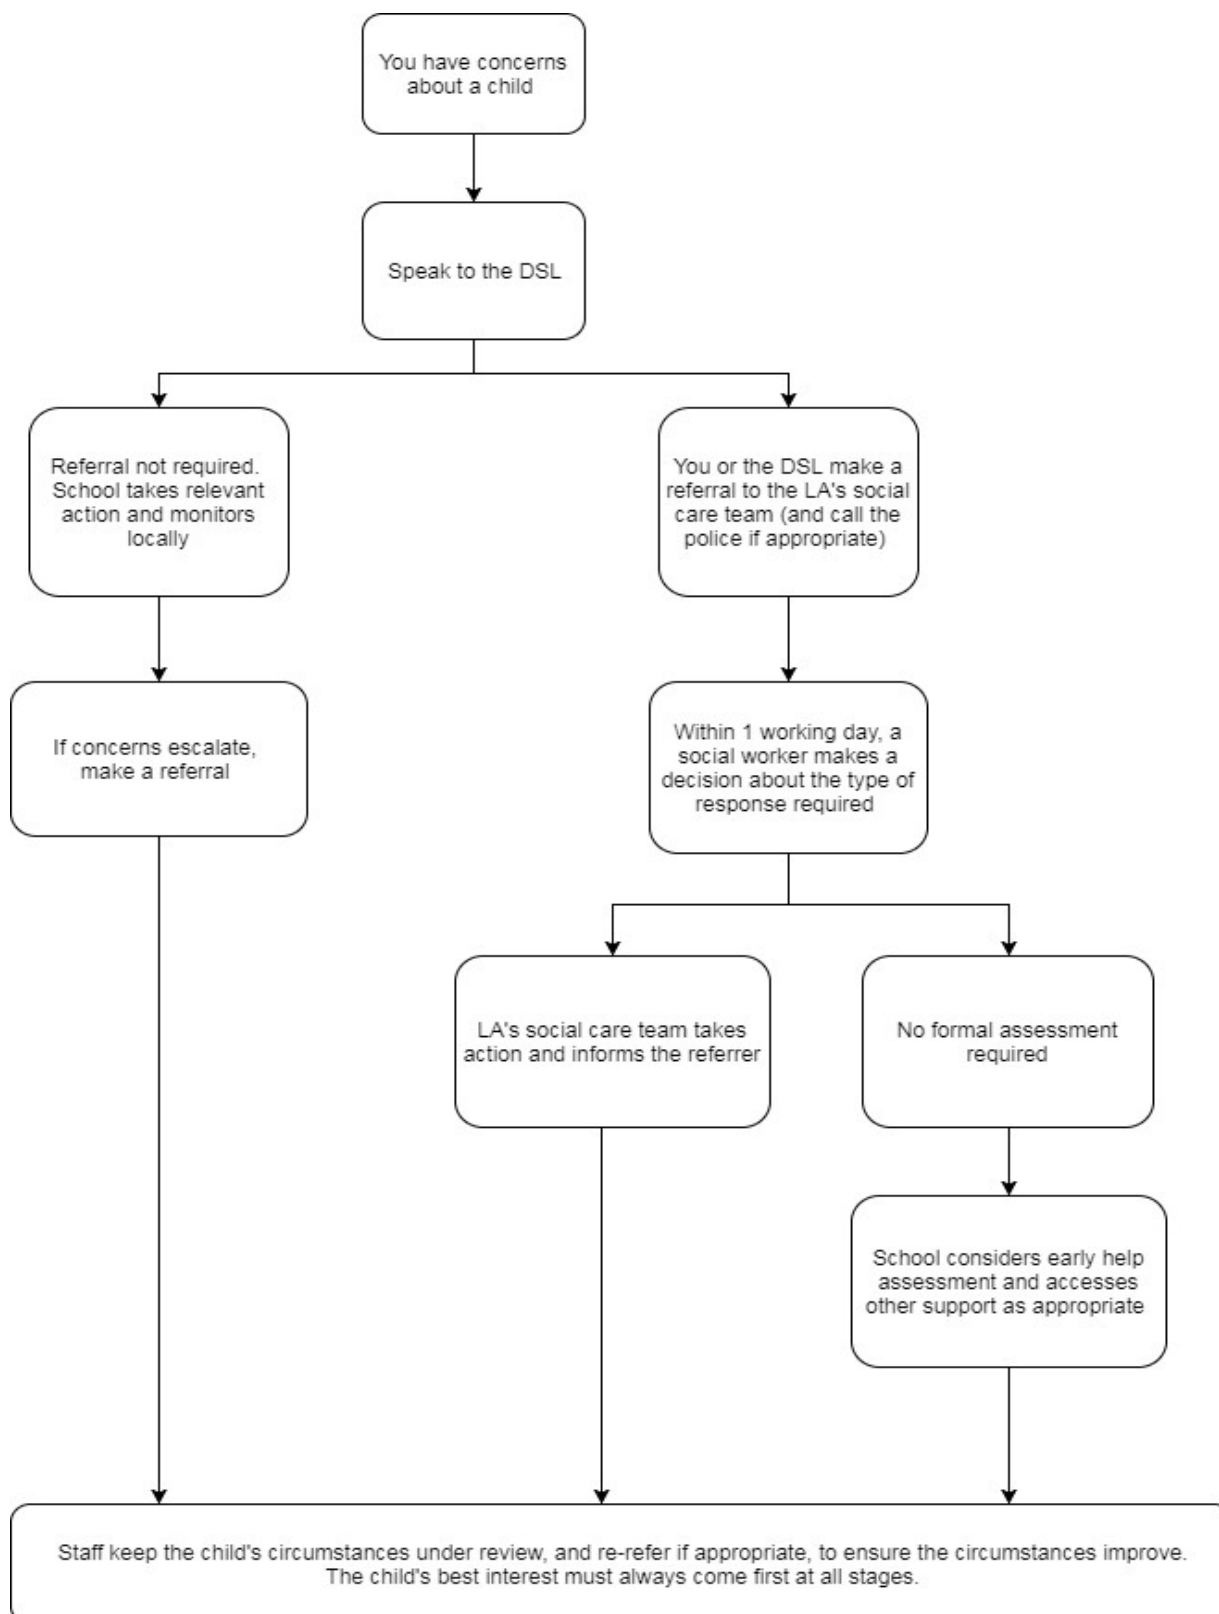 You have concerns
about a child
Speak to the DSL
Referral not required.
School takes relevant
action and monitors
locally
You or the DSL make a
referral to the LA's social
care team (and call the
police if appropriate)
If concerns escalate,
make a referral
Within 1 working day, a
social worker makes a
decision about the type of
response required
LA's social care team takes
action and informs the referrer
No formal assessment
required
School considers early help
assessment and accesses
other support as appropriate
Staff keep the child's circumstances under review, and re-refer if appropriate, to ensure the circumstances improve.
The child's best interest must always come first at all stages.